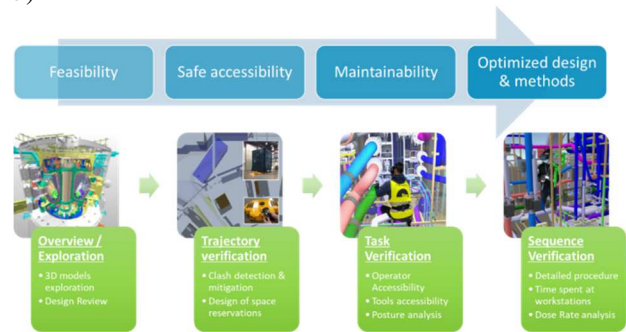 Feasibility
Safe accessibility
Maintainability
Optimized design
& methods
Overview /
Exploration
• 3D models
exploration
• Design Review
Trajectory
verification
• Clash detection &
mitigation
• Design of space
reservations
Task
Verification
• Operator
Accessibility
• Tools accessibility
• Posture analysis
Sequence
Verification
• Detailed procedure
• Time spent at
workstations
• Dose Rate analysis